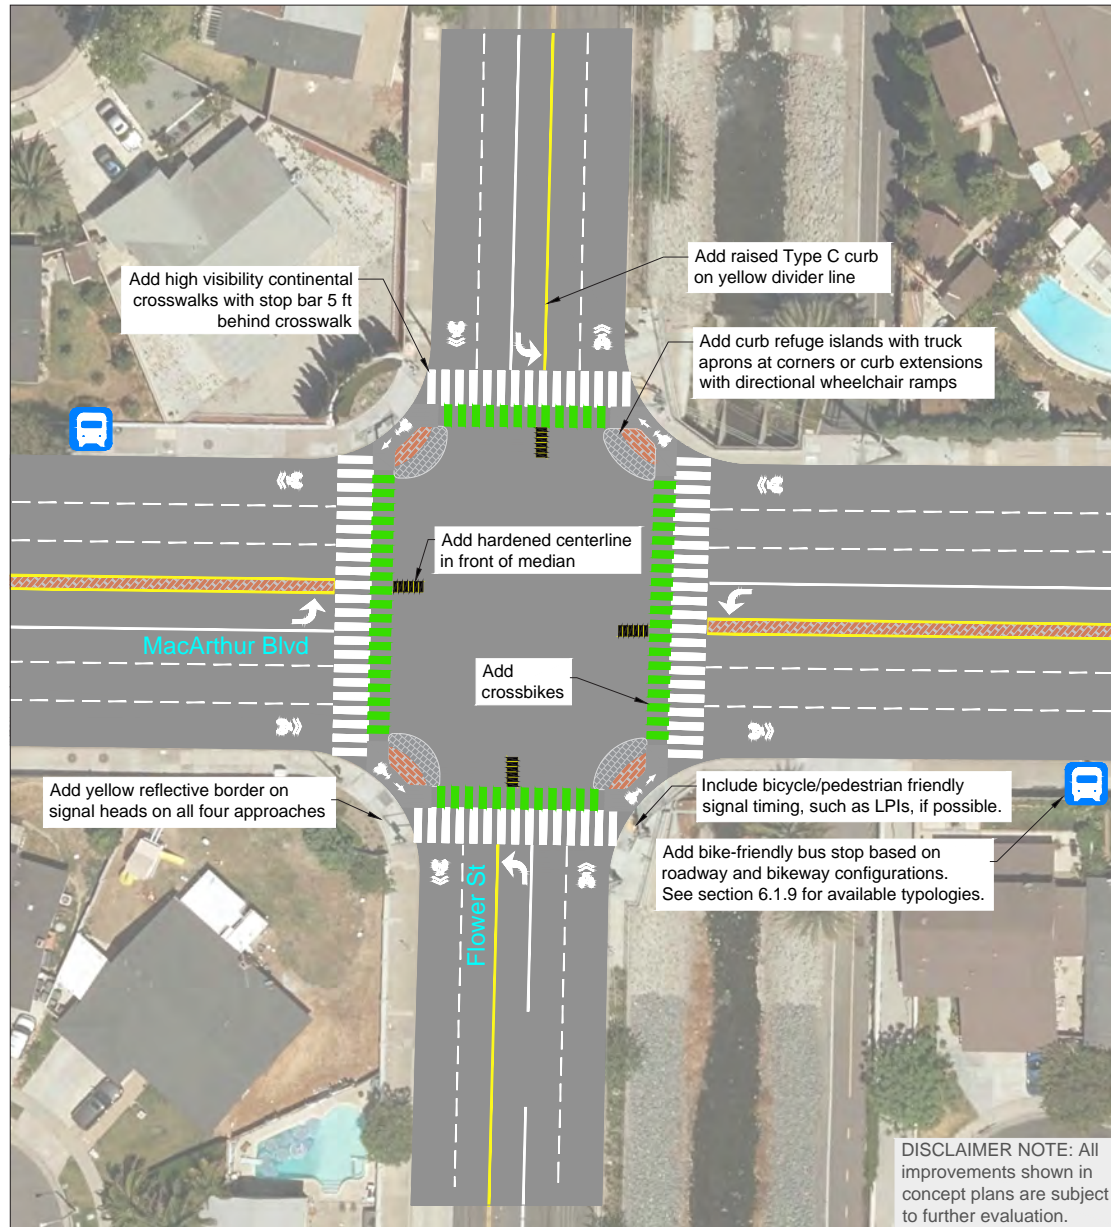 Add raised Type C curb
on yellow divider line
Add high visibility continental
crosswalks with stop bar 5 ft
behind crosswalk
Add curb refuge islands with truck
aprons at corners or curb extensions
with directional wheelchair ramps
Add hardened centerline
in front of median
MacArthur Blvd
Add
crossbikes
Add yellow reflective border on
signal heads on all four approaches
Include bicycle/pedestrian friendly
signal timing, such as LPIs, if possible.
Add bike-friendly bus stop based on
roadway and bikeway configurations.
See section 6.1.9 for available typologies.
Flower St
DISCLAIMER NOTE: All
improvements shown in
concept plans are subject
to further evaluation.